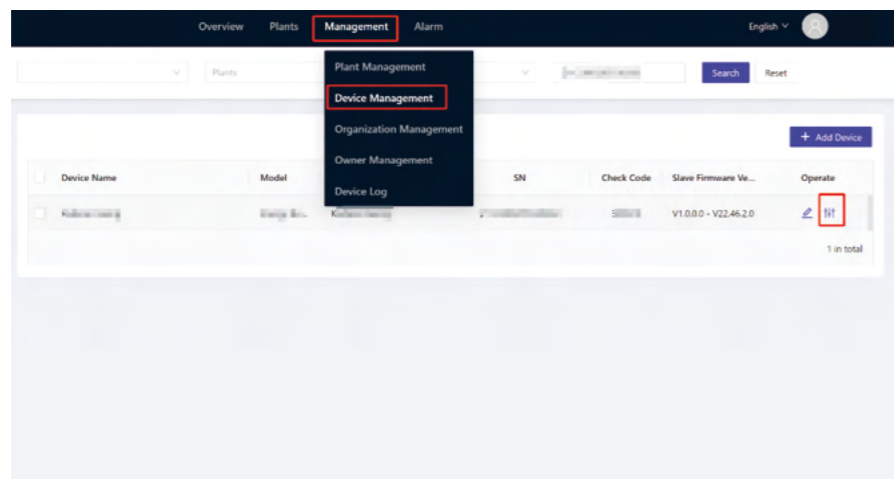 Overview Plants Management Alarm English
Plants Search Reset
Plant Management
Device Management
Organization Management
Owner Management
Device Log
+ Add Device
Device Name Model SN Check Code Slave Firmware Ve... Operate
V1.0.0.0 - V22.46.2.0
1 in total